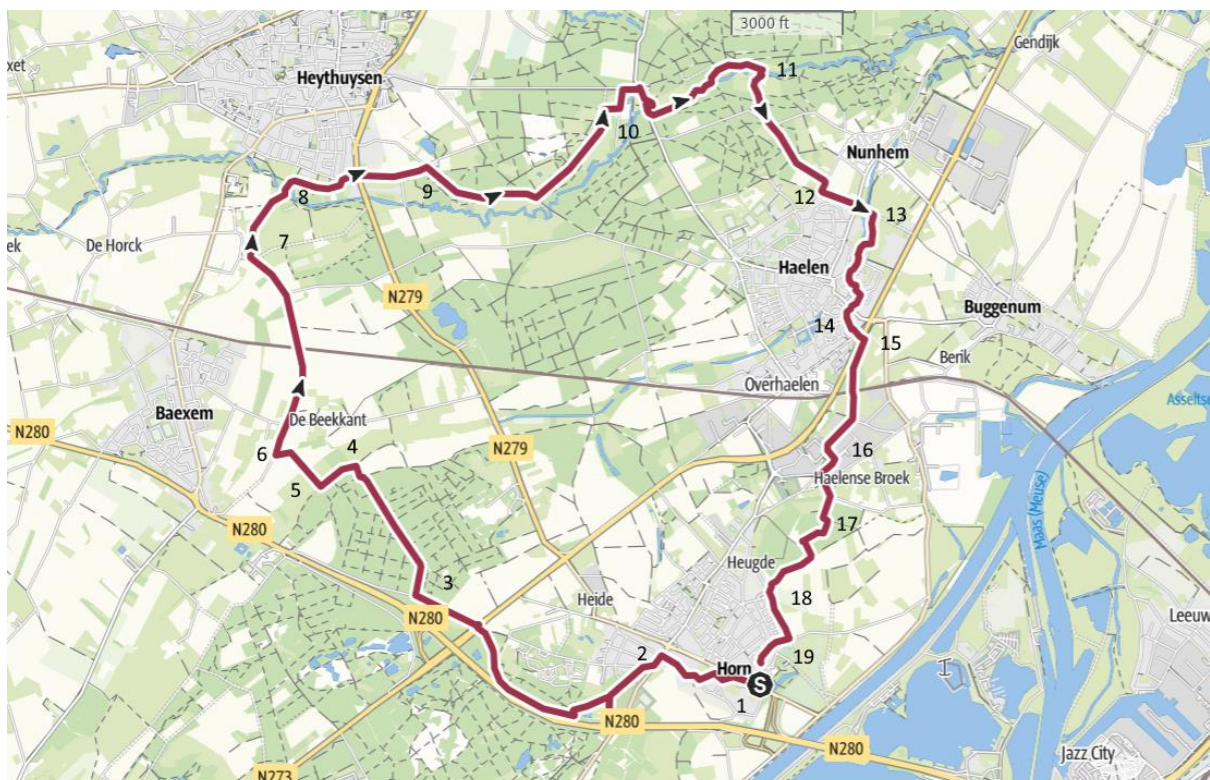 3000 ft
Gendijk
xet
Heythuysen
11
10
Nunhem
9
8
12
13
ek
De Horck
7
Haelen
N279
Buggenum
14
15
Berik
Overhaelen
Asseltse
De Beekkant
Baexem
N280
N279
4
6
5
16
Haelense Broek
Maas (Meuse)
N280
17
Heugde
3
Heide
18
N280
Leeuw
2
Horn
19
S
1
N280
N280
Jazz City
N273